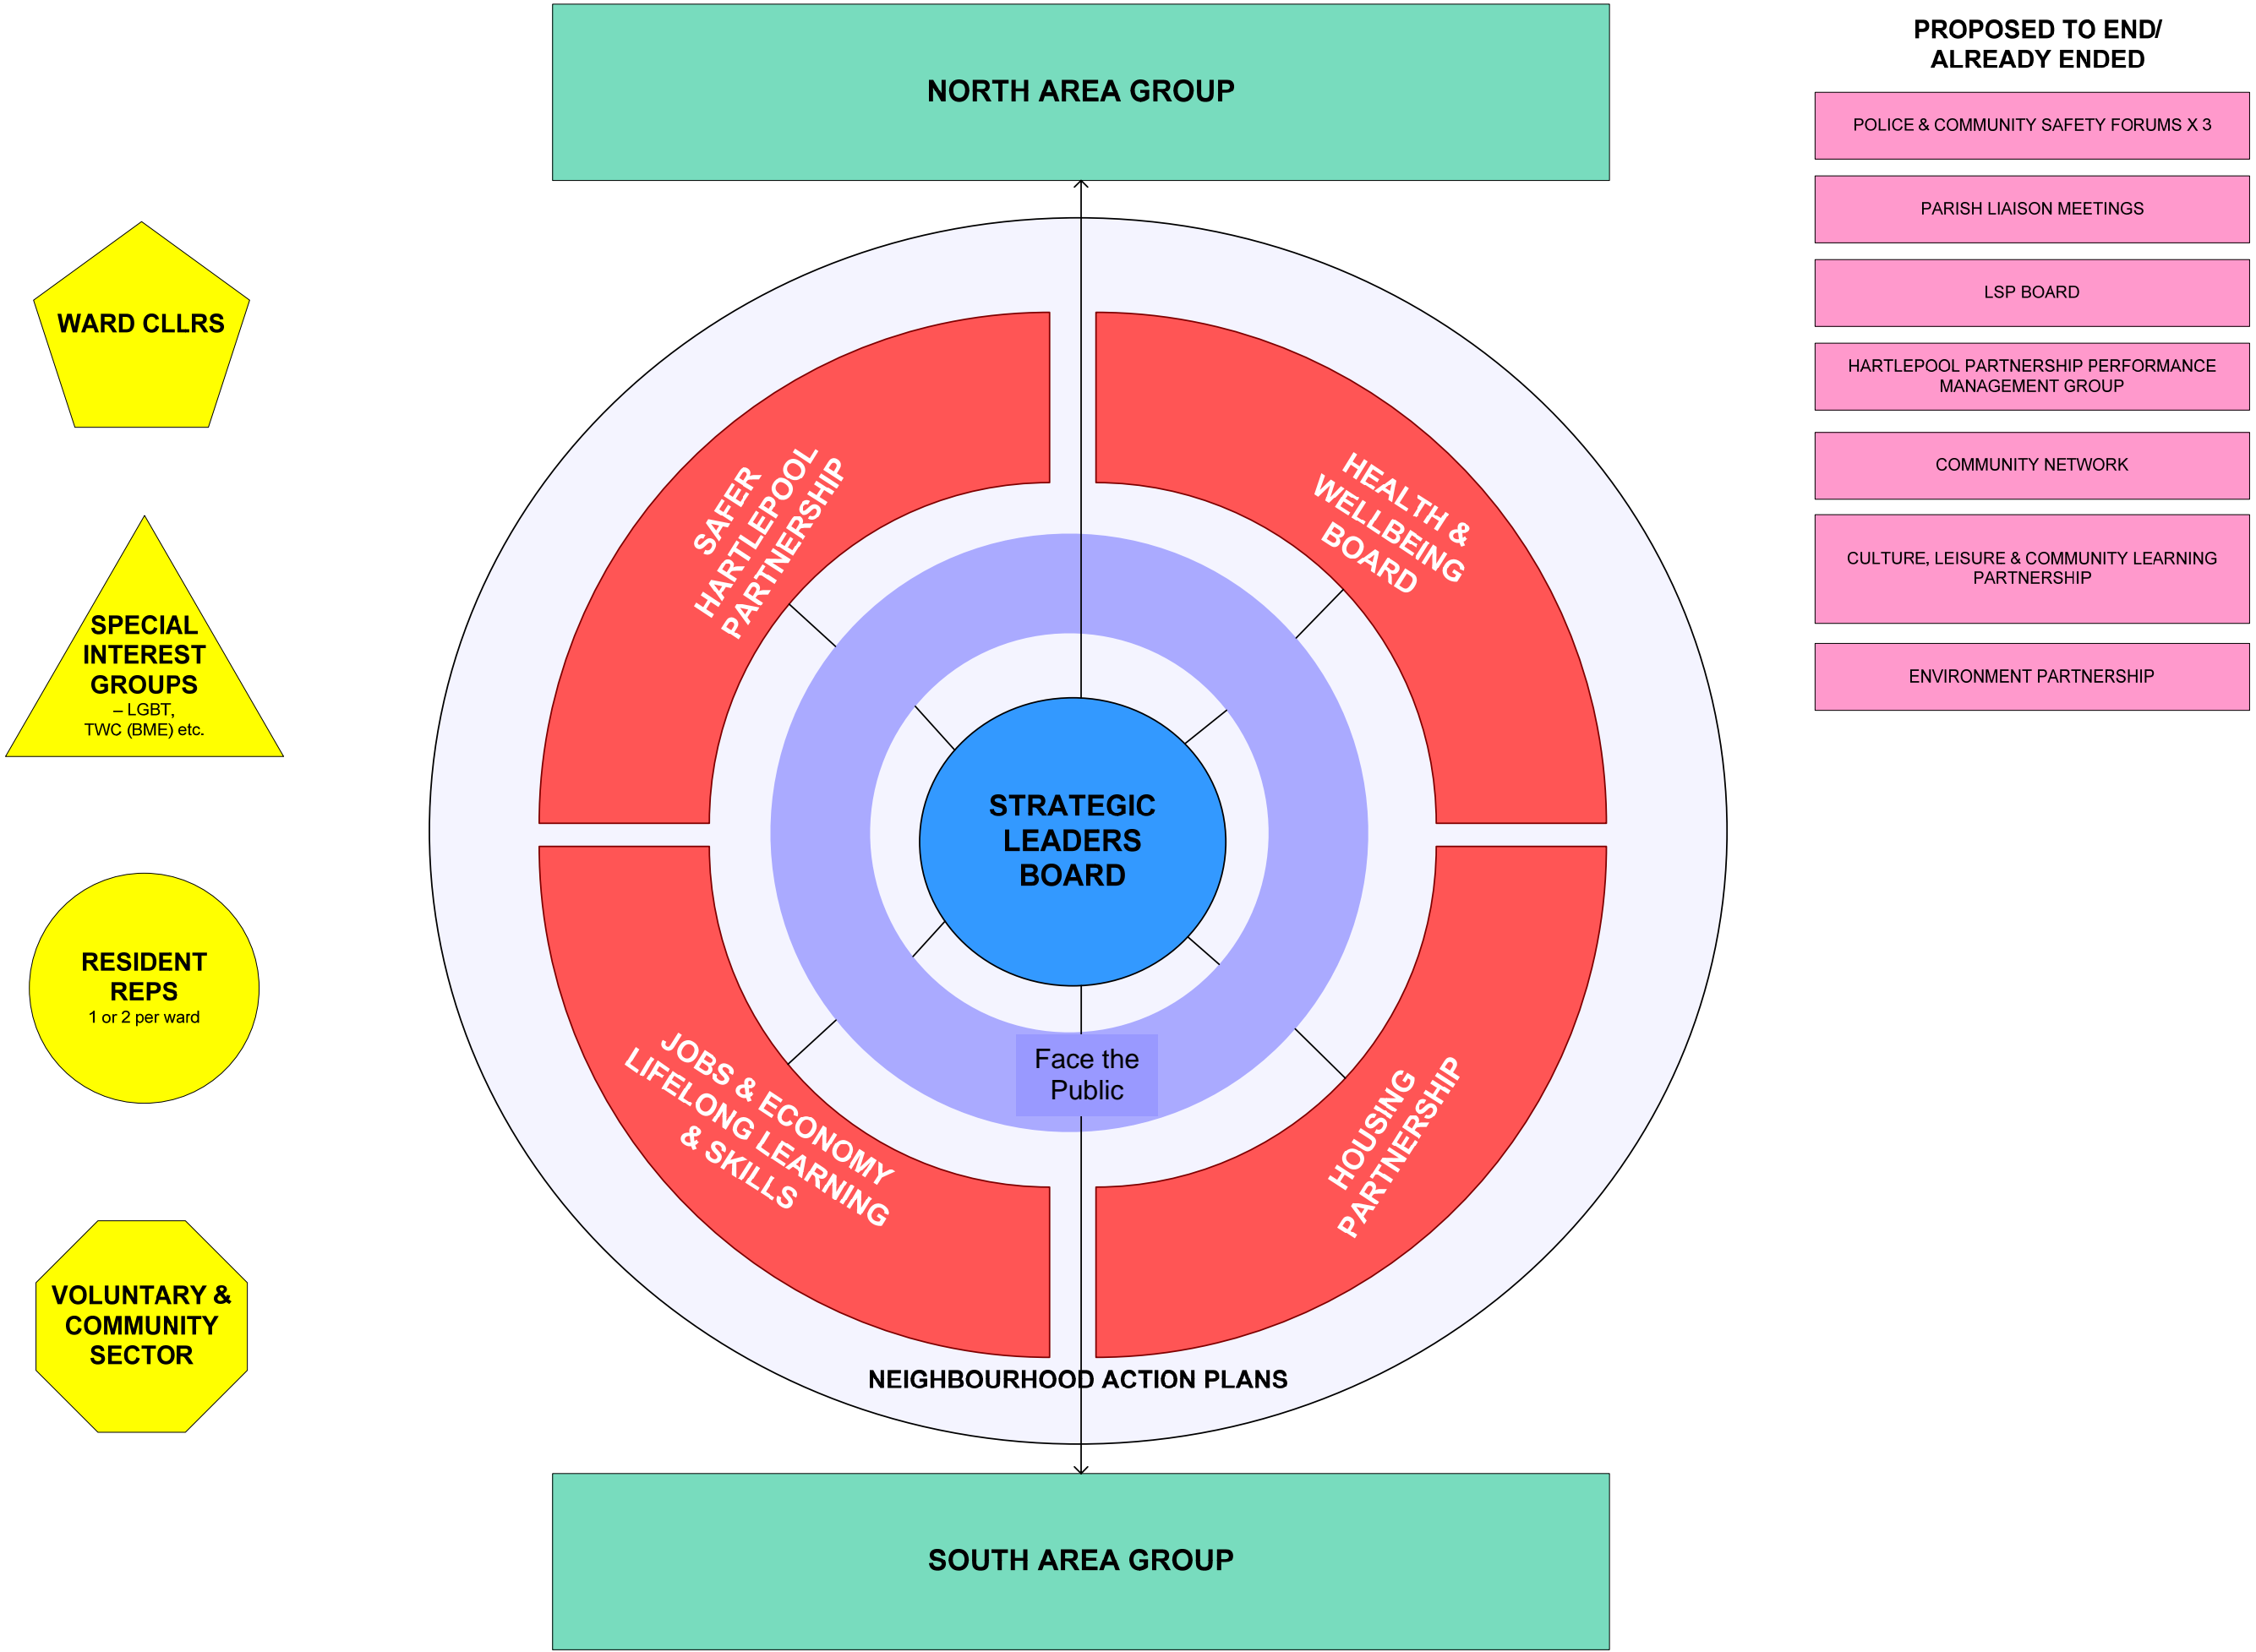 NORTH AREA GROUP
PROPOSED TO END/
ALREADY ENDED
POLICE & COMMUNITY SAFETY FORUMS X 3
PARISH LIAISON MEETINGS
LSP BOARD
HARTLEPOOL PARTNERSHIP PERFORMANCE
MANAGEMENT GROUP
COMMUNITY NETWORK
CULTURE, LEISURE & COMMUNITY LEARNING
PARTNERSHIP
ENVIRONMENT PARTNERSHIP
WARD CLLRS
SPECIAL
INTEREST
GROUPS
– LGBT,
TWC (BME) etc.
RESIDENT
REPS
1 or 2 per ward
VOLUNTARY &
COMMUNITY
SECTOR
SAFER
HARTLEPOOL
PARTNERSHIP
HEALTH &
WELLBEING
BOARD
STRATEGIC
LEADERS
BOARD
Face the
Public
JOBS & ECONOMY
LIFELONG LEARNING
& SKILLS
HOUSING
PARTNERSHIP
NEIGHBOURHOOD ACTION PLANS
SOUTH AREA GROUP